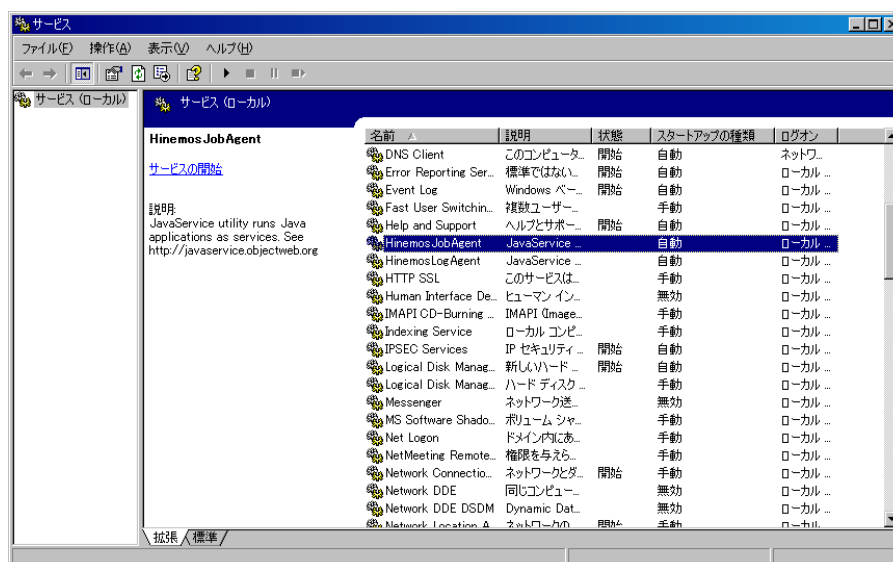 サービス
ファイル(F) 操作(A) 表示(V) ヘルプ(H)
サービス (ローカル)
サービス (ローカル)
HinemosJobAgent
サービスの開始
説明:
JavaService utility runs Java
applications as services. See
http://javaservice.objectweb.org
名前 説明 状態 スタートアップの種類 ログオン
DNS Client このコンピュータ... 開始 自動 ネットワ...
Error Reporting Ser... 標準ではない... 開始 自動 ローカル ...
Event Log Windows ベー... 開始 自動 ローカル ...
Fast User Switchin... 複数ユーザー... 手動 ローカル ...
Help and Support ヘルプとサポー... 開始 自動 ローカル ...
HinemosJobAgent JavaService ... 自動 ローカル ...
HinemosLogAgent JavaService ... 自動 ローカル ...
HTTP SSL このサービスは... 手動 ローカル ...
Human Interface De... ヒューマン イン... 無効 ローカル ...
IMAPI CD-Burning ... IMAPI (Image... 手動 ローカル ...
Indexing Service ローカル コンピ... 手動 ローカル ...
IPSEC Services IP セキュリティ ... 開始 自動 ローカル ...
Logical Disk Manag... 新しいハード ... 開始 自動 ローカル ...
Logical Disk Manag... ハード ディスク ... 手動 ローカル ...
Messenger ネットワーク送... 無効 ローカル ...
MS Software Shado... ボリューム シャ... 手動 ローカル ...
Net Logon ドメイン内にあ... 手動 ローカル ...
NetMeeting Remote... 権限を与えら... 手動 ローカル ...
Network Connectio... ネットワークとダ... 開始 手動 ローカル ...
Network DDE 同じコンピュー... 無効 ローカル ...
Network DDE DSDM Dynamic Dat... 無効 ローカル ...
Network Location A... ネットワークの... 開始 手動 ローカル ...
拡張 標準